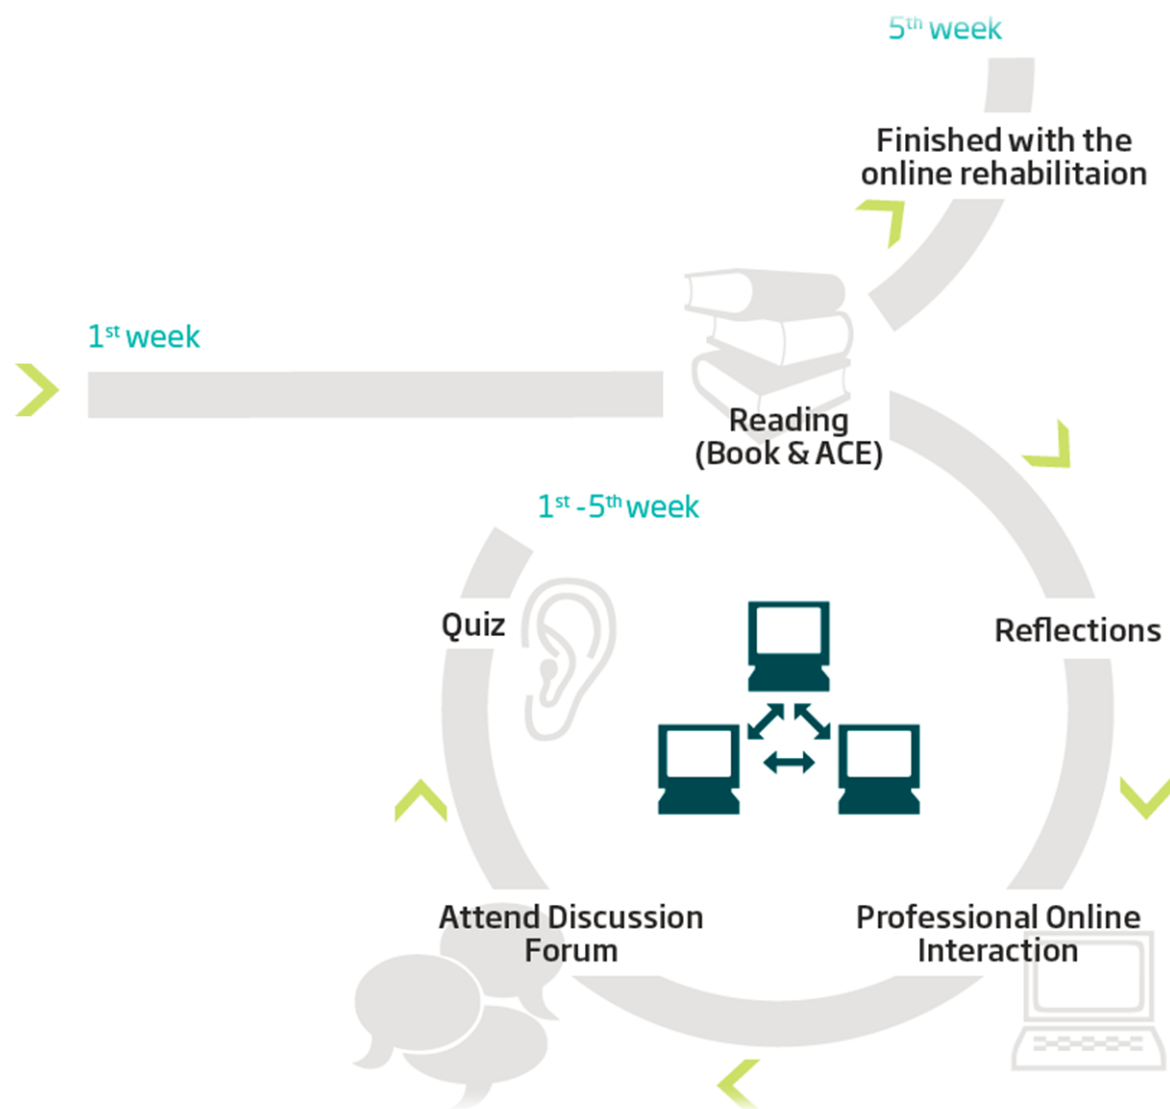 5th week
Finished with the
online rehabilitaion
1st week
Reading
(Book & ACE)
1st -5th week
Quiz
Reflections
Attend Discussion
Forum
Professional Online
Interaction